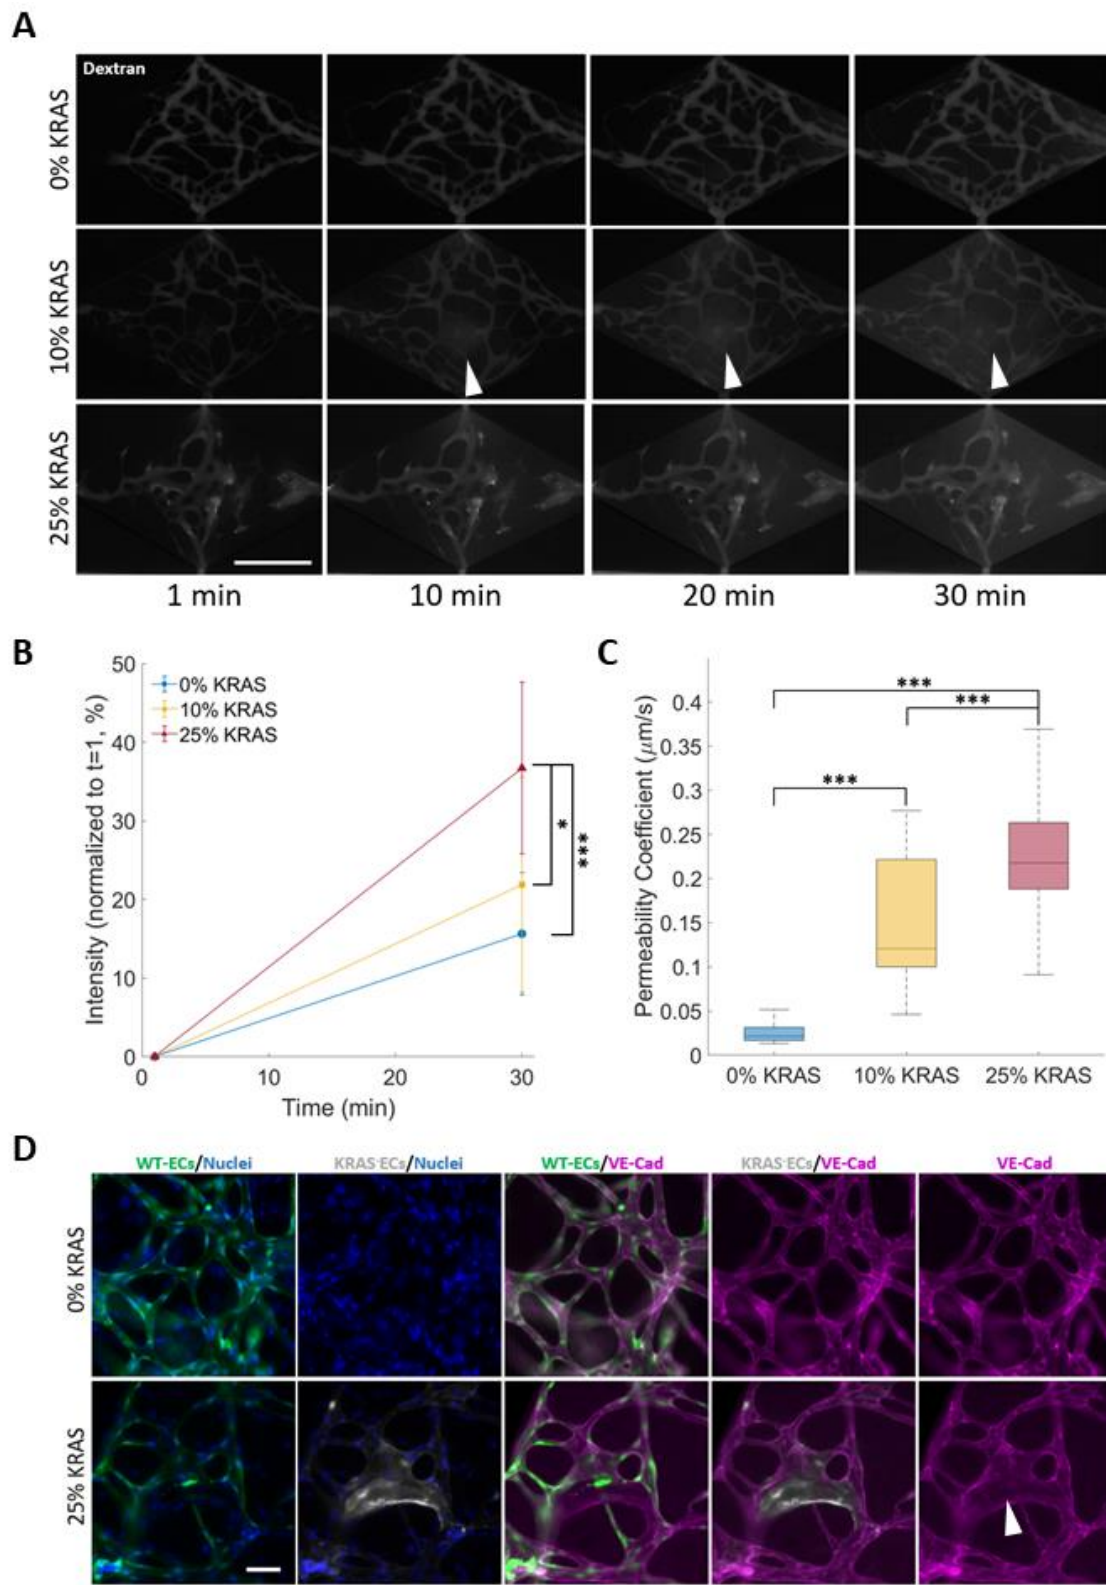 A
Dextran
0% KRAS
10% KRAS
25% KRAS
1 min
10 min
20 min
30 min
B
Intensity (normalized to t=1, %)
50
40
30
20
10
0
0% KRAS
10% KRAS
25% KRAS
*
***
0
10
20
30
Time (min)
C
Permeability Coefficient (μm/s)
0.4
0.35
0.3
0.25
0.2
0.15
0.1
0.05
0
***
***
***
0% KRAS
10% KRAS
25% KRAS
D
WT-ECs/Nuclei
KRAS-ECs/Nuclei
WT-ECs/VE-Cad
KRAS-ECs/VE-Cad
VE-Cad
0% KRAS
25% KRAS